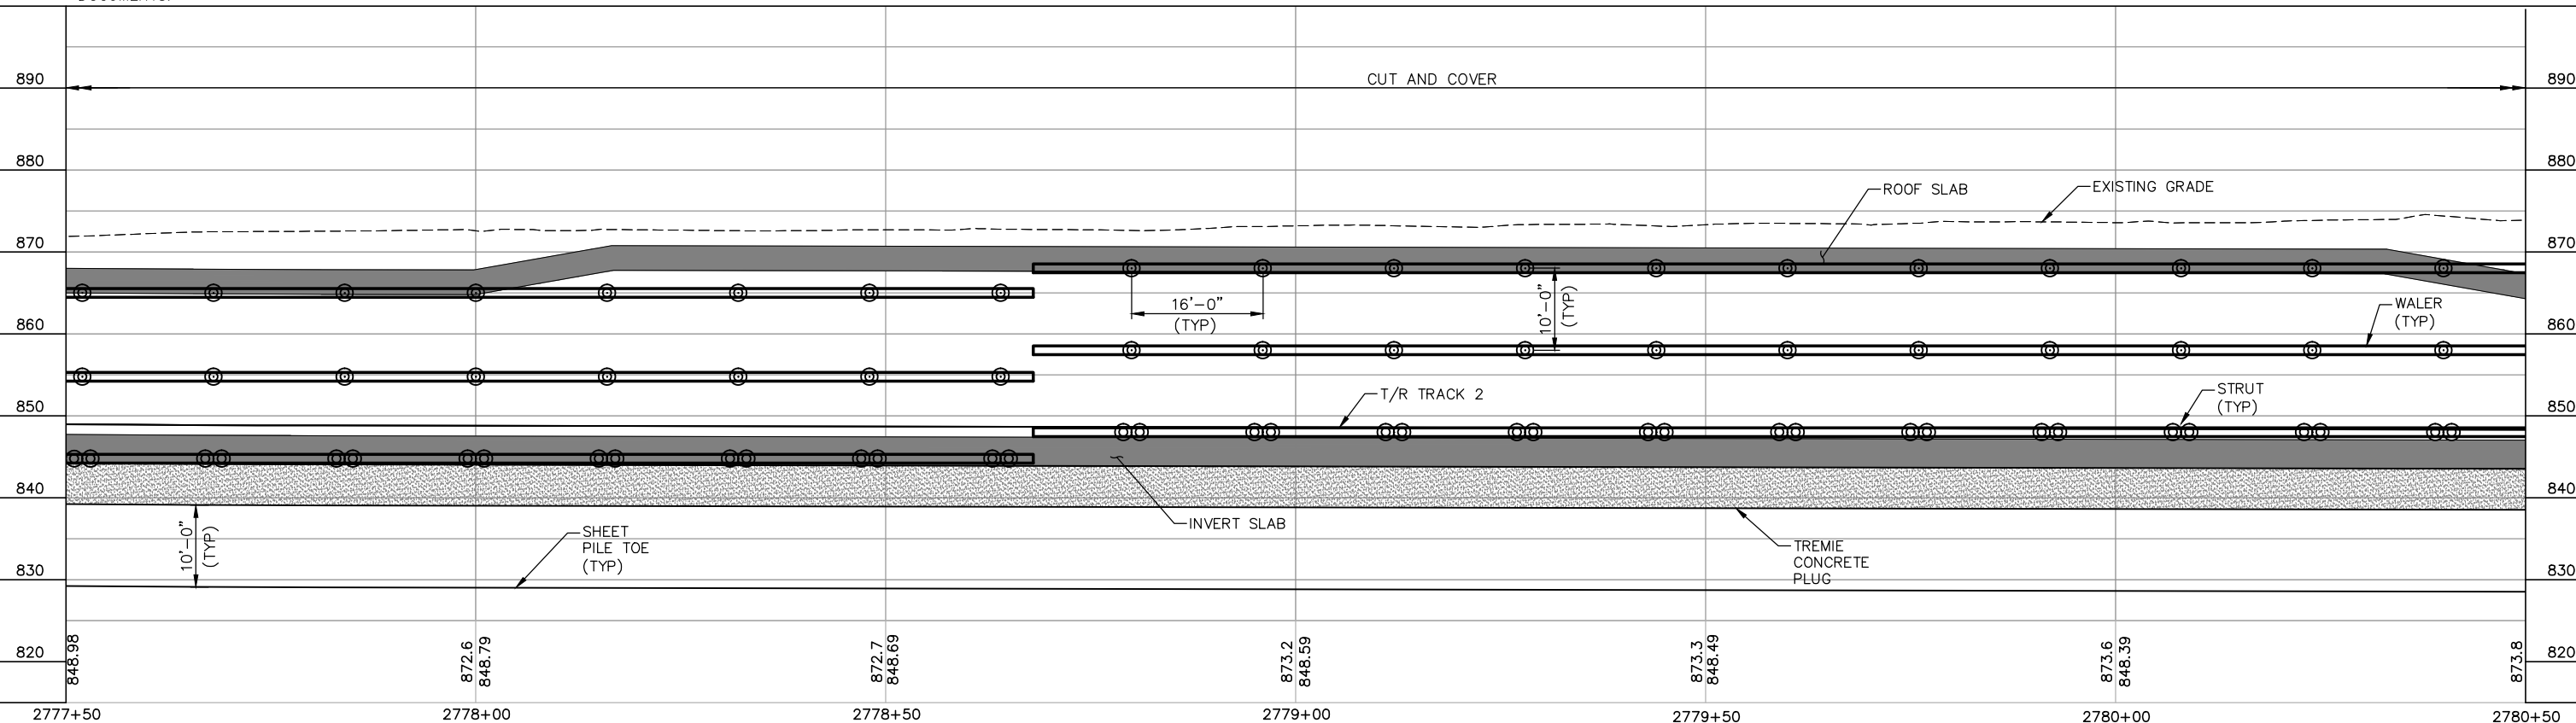 890
CUT AND COVER
890
880
ROOF SLAB
EXISTING GRADE
880
870
870
860
16'-0"
(TYP)
10'-0"
(TYP)
WALER
(TYP)
860
850
T/R TRACK 2
STRUT
(TYP)
850
840
INVERT SLAB
840
10'-0"
(TYP)
SHEET
PILE TOE
(TYP)
TREMIE
CONCRETE
PLUG
830
830
820
848.98
872.6
848.79
872.7
848.69
873.2
848.59
873.3
848.49
873.6
848.39
873.8
820
2777+50
2778+00
2778+50
2779+00
2779+50
2780+00
2780+50